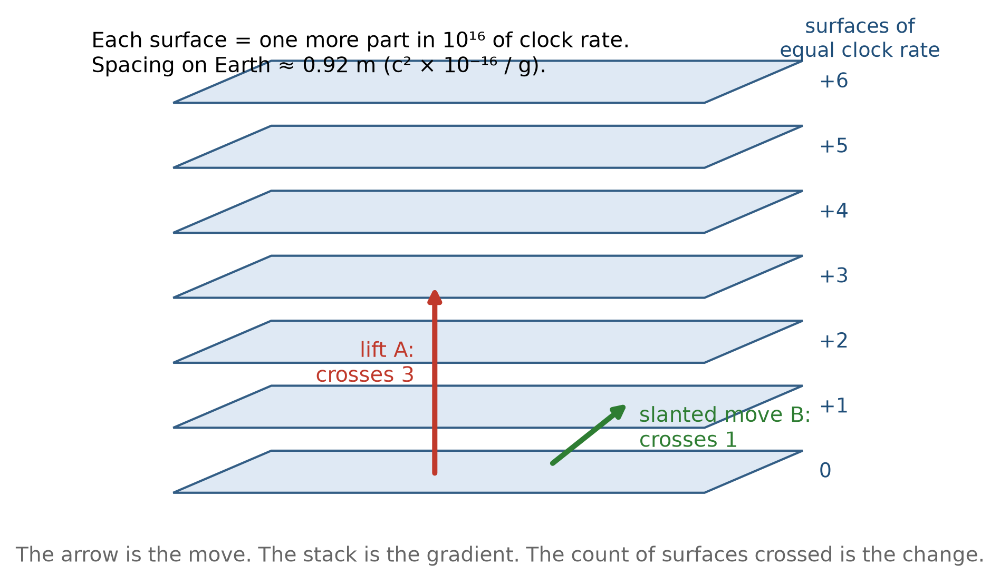 surfaces of
equal clock rate
Each surface = one more part in 10¹⁶ of clock rate.
Spacing on Earth ≈ 0.92 m (c² × 10⁻¹⁶ / g).
+6
+5
+4
+3
+2
lift A:
crosses 3
+1
slanted move B:
crosses 1
0
The arrow is the move. The stack is the gradient. The count of surfaces crossed is the change.